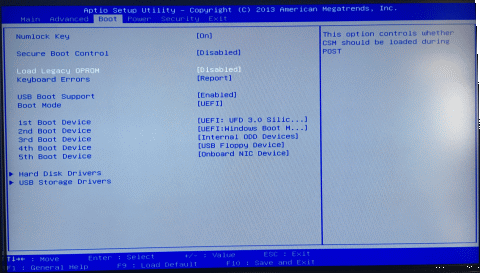 Aptio Setup Utility - Copyright (C) 2013 American Megatrends, Inc.
Main Advanced Boot Power Security Exit
Numlock Key [On]
Secure Boot Control [Disabled]
Load Legacy OPROM [Disabled]
Keyboard Errors [Report]
USB Boot Support [Enabled]
Boot Mode [UEFI]
1st Boot Device [UEFI: UFD 3.0 Silic...]
2nd Boot Device [UEFI:Windows Boot M...]
3rd Boot Device [Internal ODD Devices]
4th Boot Device [USB Floppy Device]
5th Boot Device [Onboard NIC Device]
Hard Disk Drivers
USB Storage Drivers
This option controls whether
CSM should be loaded during
POST
↑↓←→ : Move Enter : Select +/- : Value ESC : Exit
F1 : General Help F9 : Load Default F10 : Save and Exit